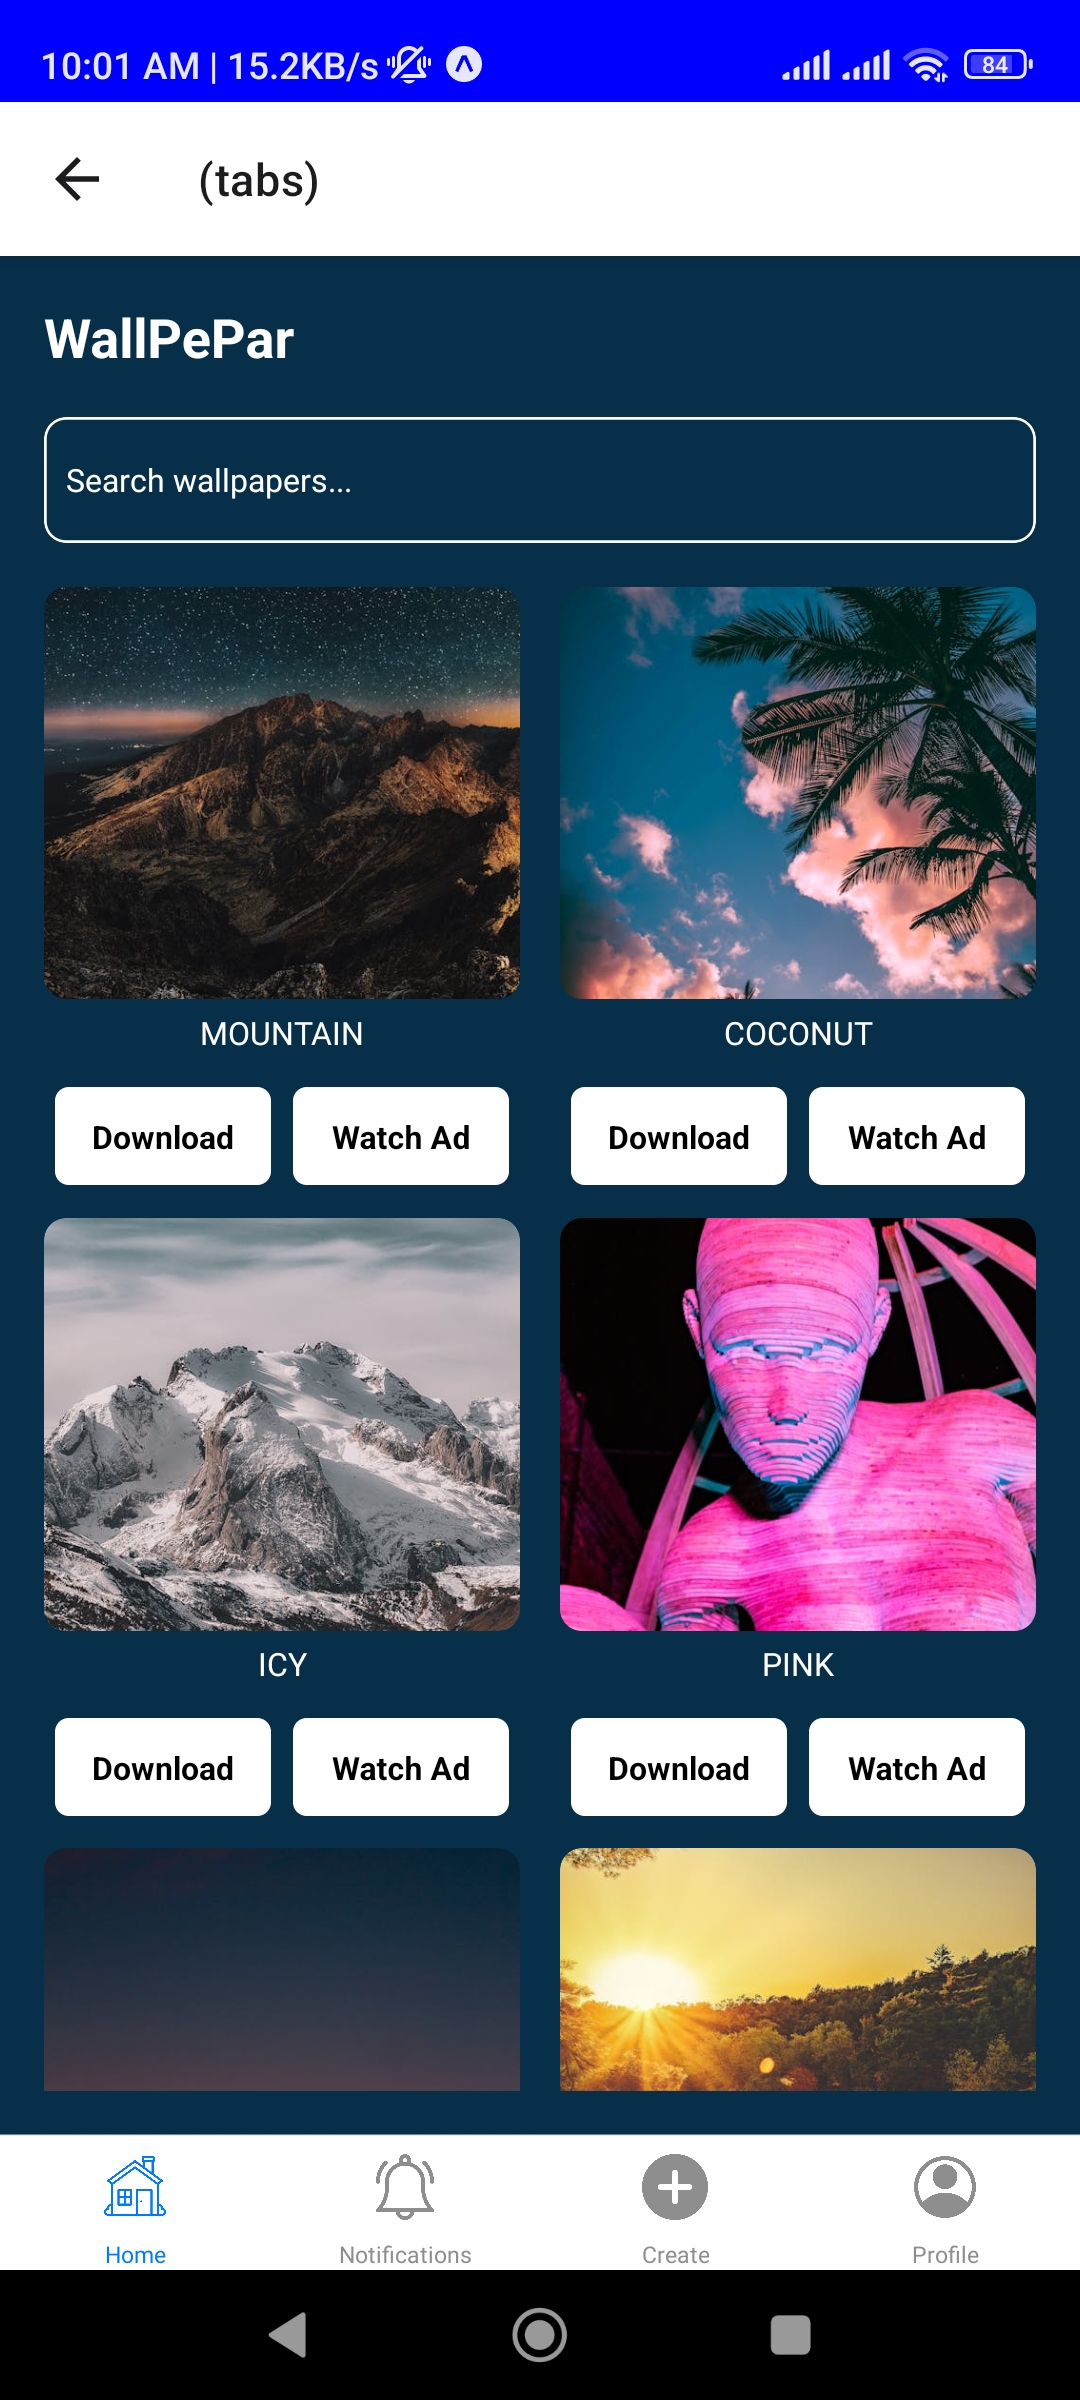 10:01 AM | 15.2KB/s 84
(tabs)
WallPePar
Search wallpapers...
MOUNTAIN COCONUT
Download Watch Ad Download Watch Ad
ICY PINK
Download Watch Ad Download Watch Ad
Home Notifications Create Profile